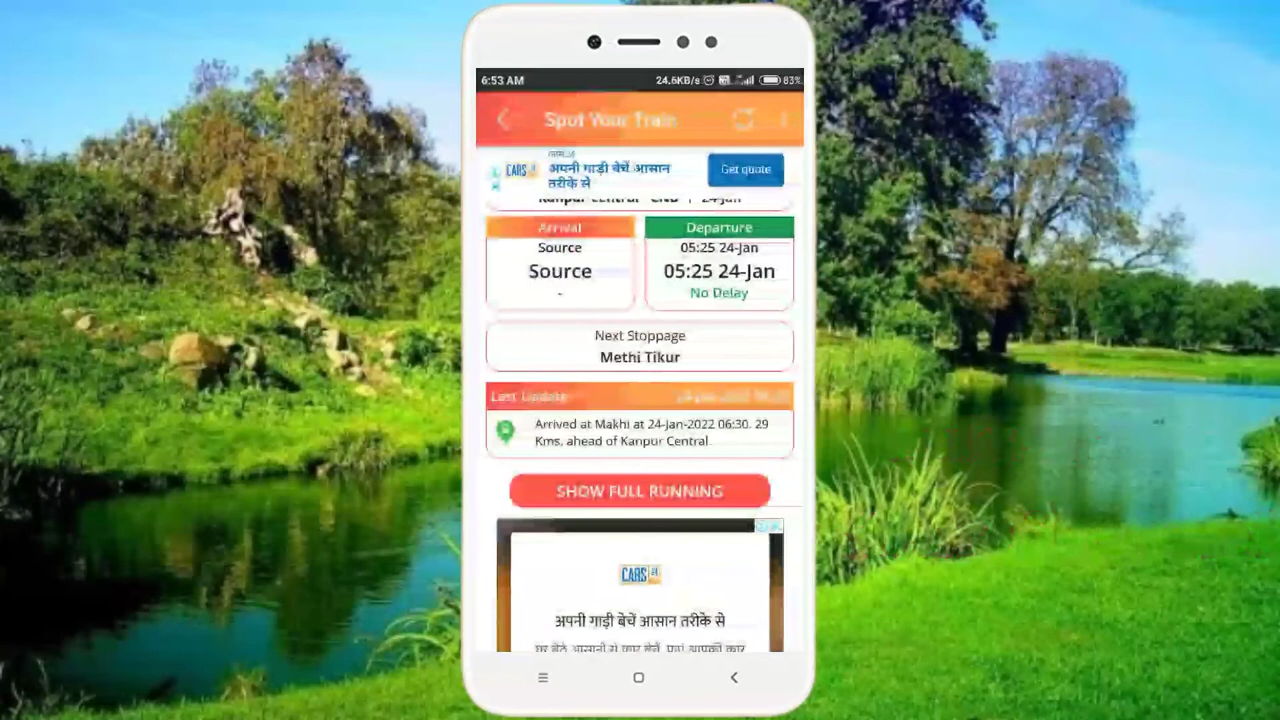 6:53 AM
24.6KB/s
83%
Spot Your Train
CARS
अपनी गाड़ी बेचें आसान
तरीके से
Get quote
Kanpur Central - CNB | 24-Jan
Arrival
Departure
Source
05:25 24-Jan
Source
05:25 24-Jan
-
No Delay
Next Stoppage
Methi Tikur
Last Update
Arrived at Makhi at 24-Jan-2022 06:30. 29
Kms. ahead of Kanpur Central.
SHOW FULL RUNNING
CARS 24
अपनी गाड़ी बेचें आसान तरीके से